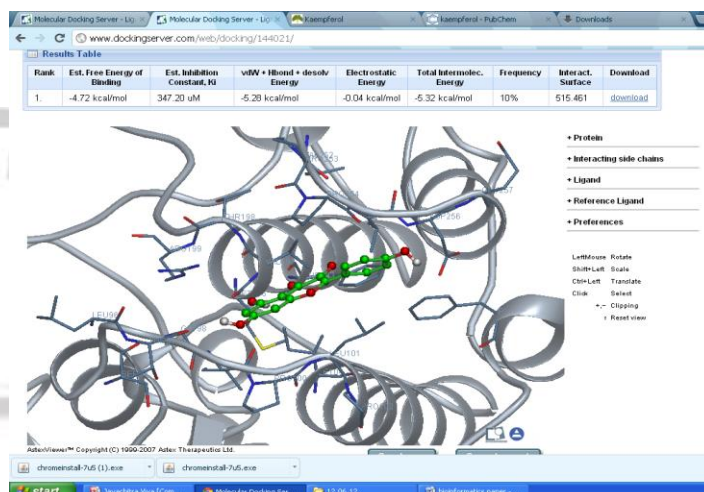 Molecular Docking Server - Lig
Molecular Docking Server - Lig
Kaempferol
kaempferol - PubChem
Downloads
www.dockingserver.com/web/docking/144021/
Results Table
Rank Est. Free Energy of Binding Est. Inhibition Constant, Ki vdW + Hbond + desolv Energy Electrostatic Energy Total Intermolec. Energy Frequency Interact. Surface Download
1. -4.72 kcal/mol 347.20 uM -5.28 kcal/mol -0.04 kcal/mol -5.32 kcal/mol 10% 515.461 download
+ Protein
+ Interacting side chains
+ Ligand
+ Reference Ligand
+ Preferences
LeftMouse Rotate
Shift+Left Scale
Ctrl+Left Translate
Click Select
+,- Clipping
r Reset view
LEU101
AstexViewer™ Copyright (C) 1999-2007 Astex Therapeutics Ltd.
chromeinstall-7u5 (1).exe
chromeinstall-7u5.exe
start
Molecular Docking Ser...